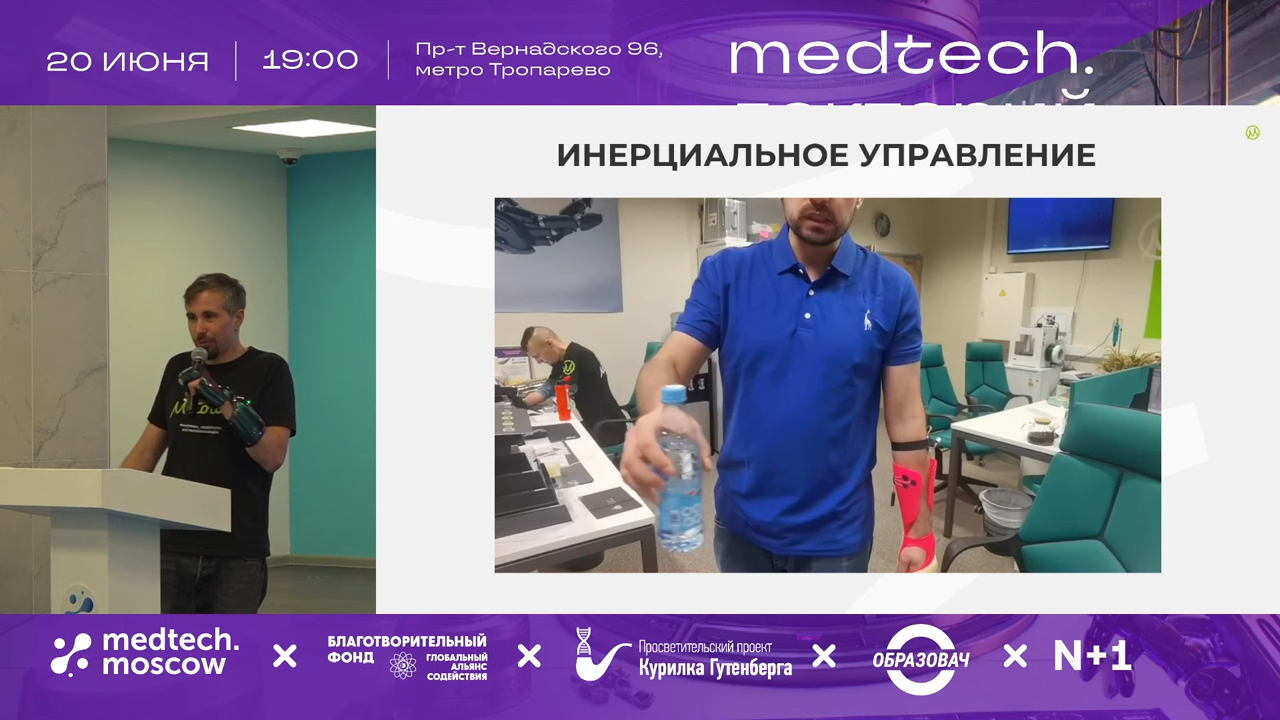 20 ИЮНЯ
19:00
Пр-т Вернадского 96,
метро Тропарево
medtech.
ИНЕРЦИАЛЬНОЕ УПРАВЛЕНИЕ
medtech.
moscow
БЛАГОТВОРИТЕЛЬНЫЙ
ФОНД
ГЛОБАЛЬНЫЙ
АЛЬЯНС
СОДЕЙСТВИЯ
Просветительский проект
Курилка Гутенберга
ОБРАЗОВАЧ
N+1